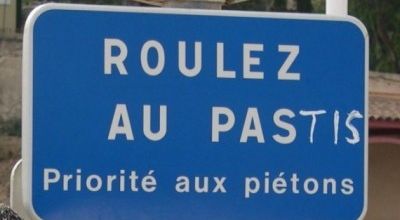 ROULEZ
AU PASTIS
Priorité aux piétons